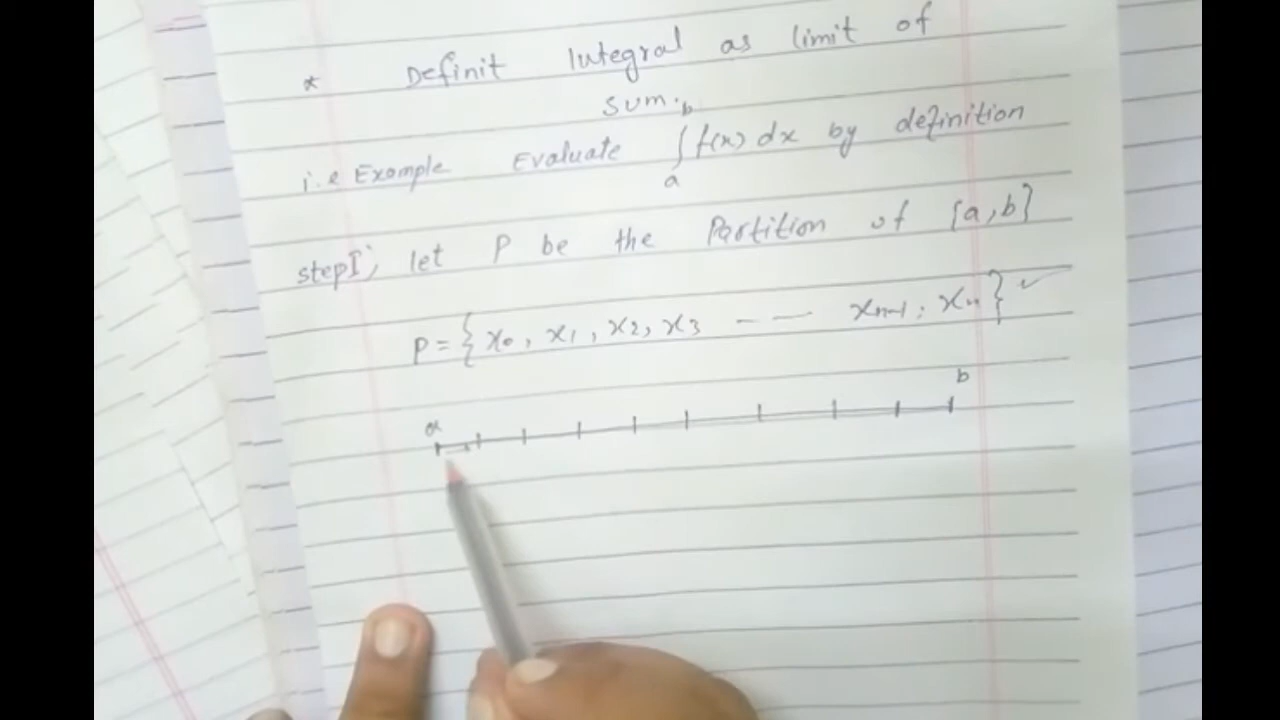 * Definit Integral as limit of
sum.
i.e Example Evaluate ∫ₐᵇ f(x) dx by definition
stepI; let P be the Partition of [a,b]
P = { x₀, x₁, x₂, x₃ - - - xₙ₋₁, xₙ } ✓
a b